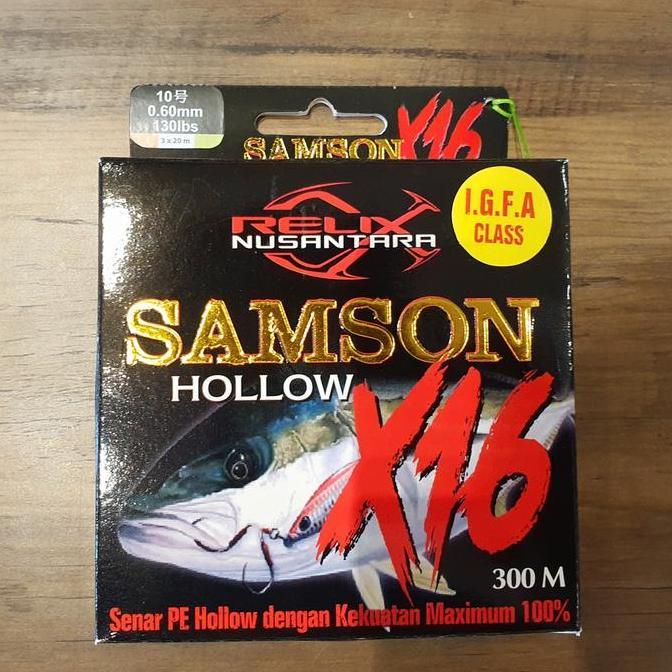 10号
0.60mm
130lbs
3 x 20 m
SAMSON X16
RELIX
NUSANTARA
I.G.F.A
CLASS
SAMSON
HOLLOW
X16
300 M
Senar PE Hollow dengan Kekuatan Maximum 100%